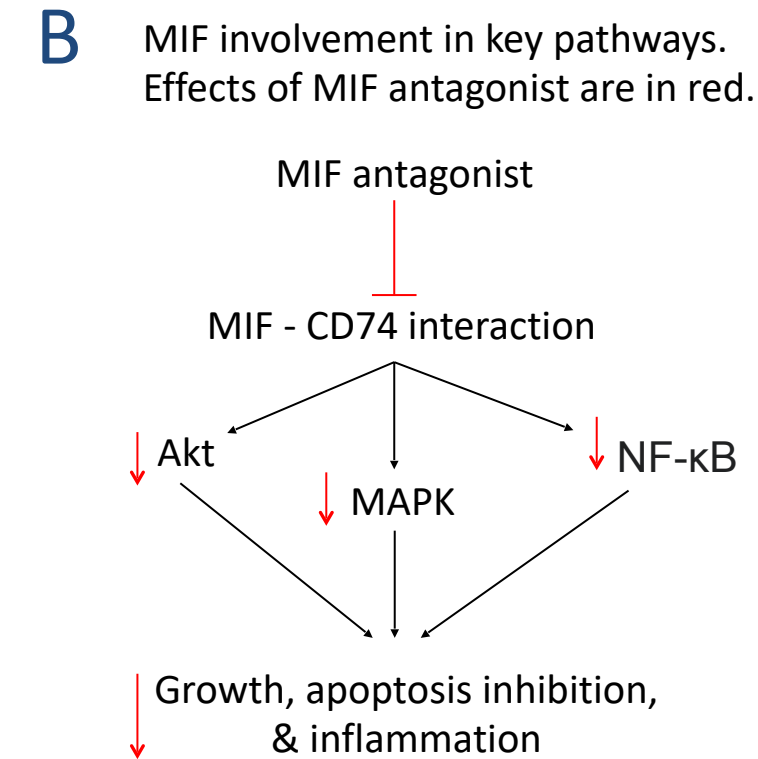 B
MIF involvement in key pathways.
Effects of MIF antagonist are in red.
MIF antagonist
MIF - CD74 interaction
Akt
MAPK
NF-κB
Growth, apoptosis inhibition,
& inflammation